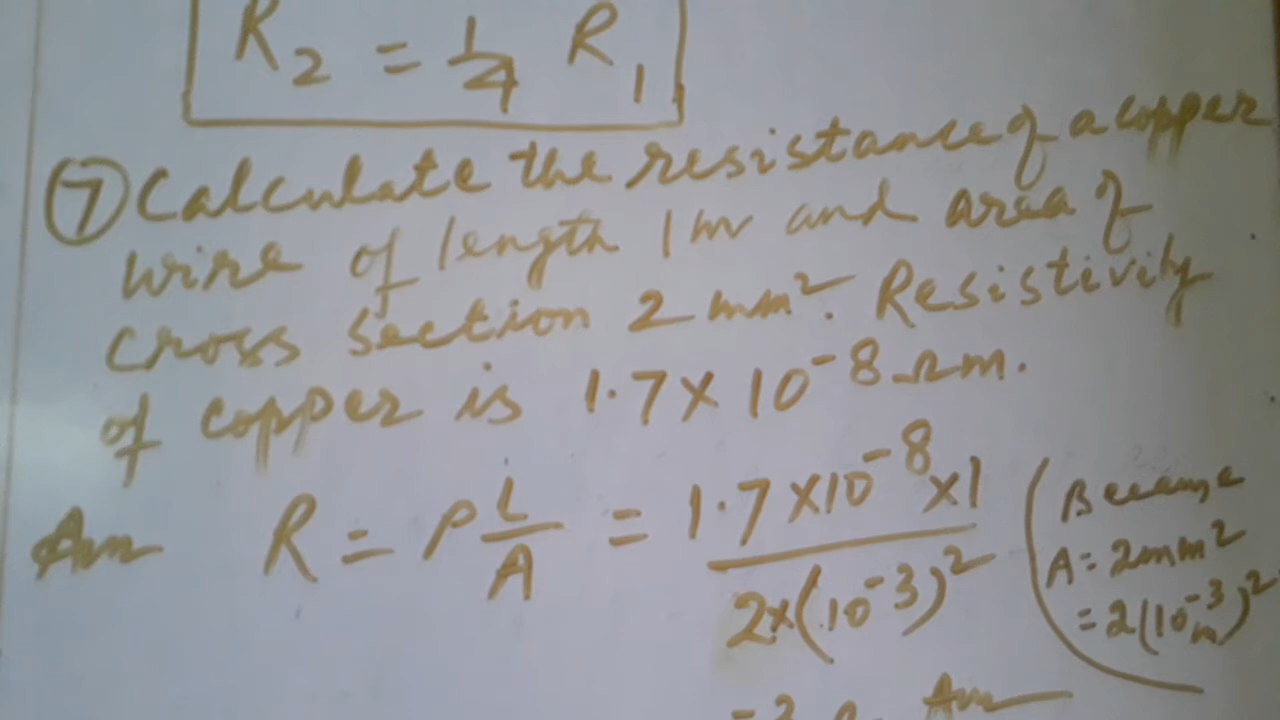 R₂ = 1/4 R₁
⑦ Calculate the resistance of a copper
wire of length 1m and area of
cross section 2 mm². Resistivity
of copper is 1.7 × 10⁻⁸ Ωm.
Ans R = ρ L/A = 1.7×10⁻⁸×1 / 2×(10⁻³)² (Because
A = 2mm²
= 2(10⁻³m)²
Ans